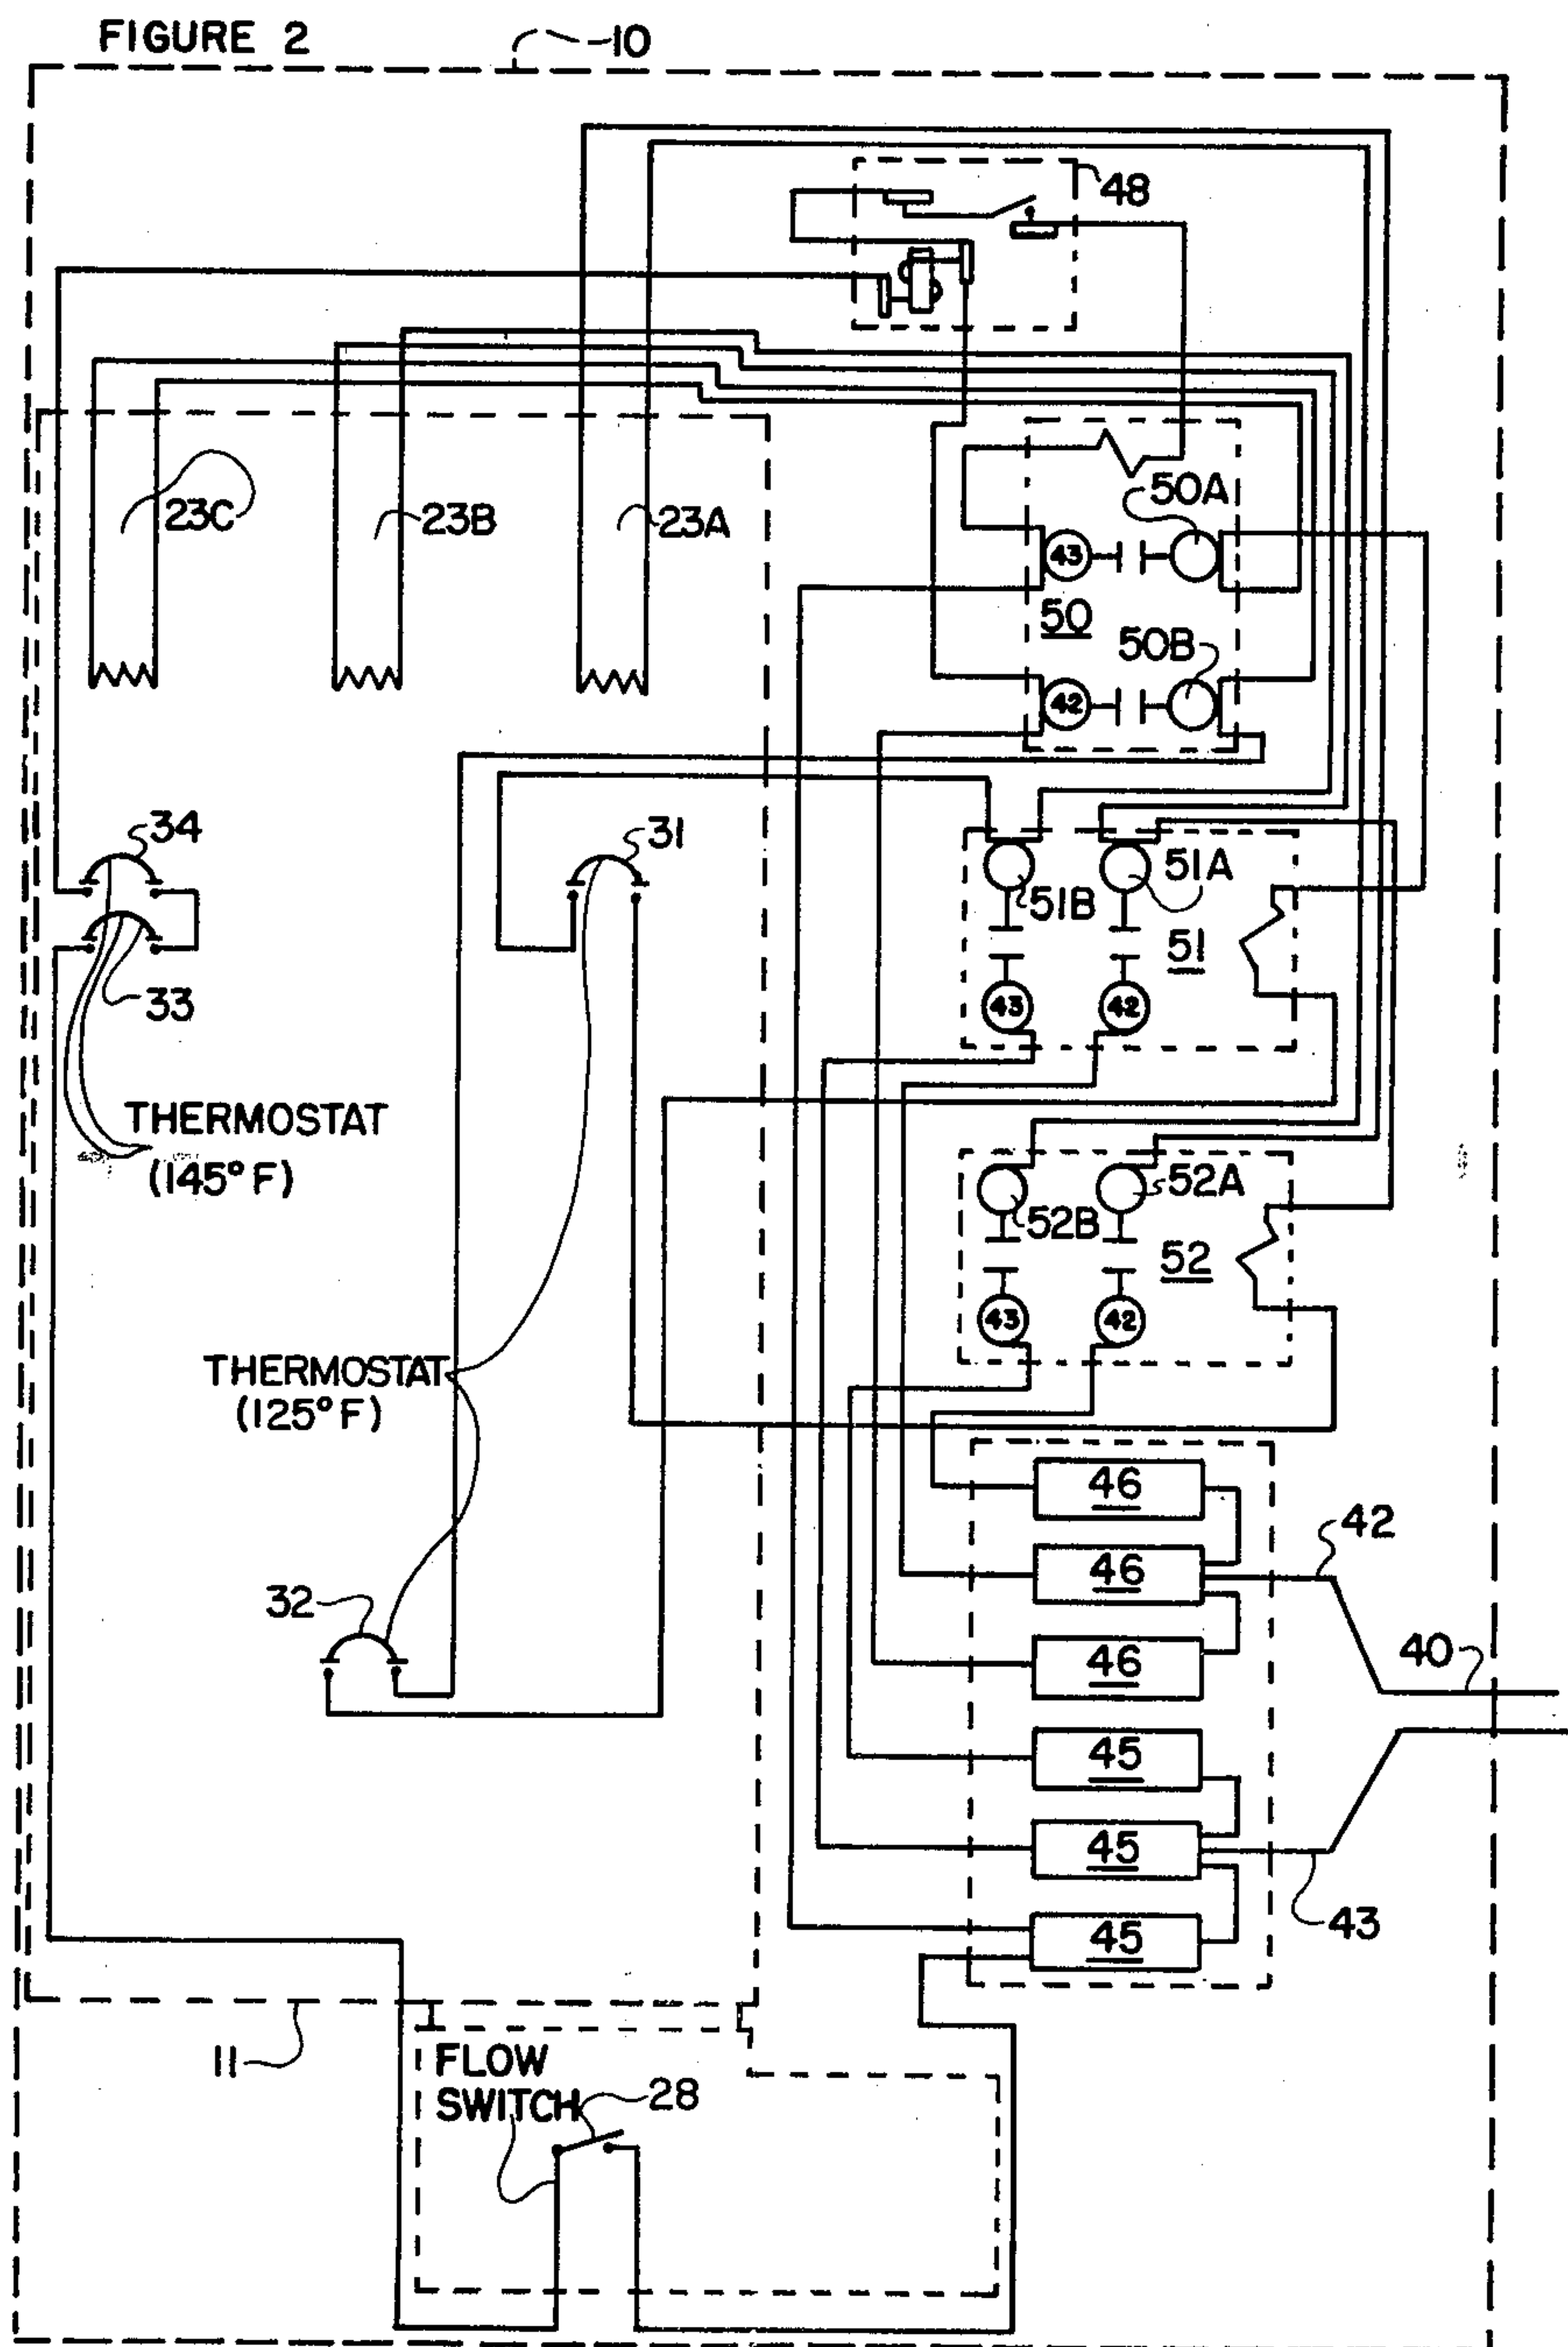 FIGURE 2
10
48
23C
23B
23A
50A
43
50
50B
42
34
31
51A
51B
51
33
43
42
THERMOSTAT
(145° F)
52A
52B
52
43
42
THERMOSTAT
(125° F)
46
42
46
32
40
46
45
45
43
45
11
FLOW
SWITCH
28